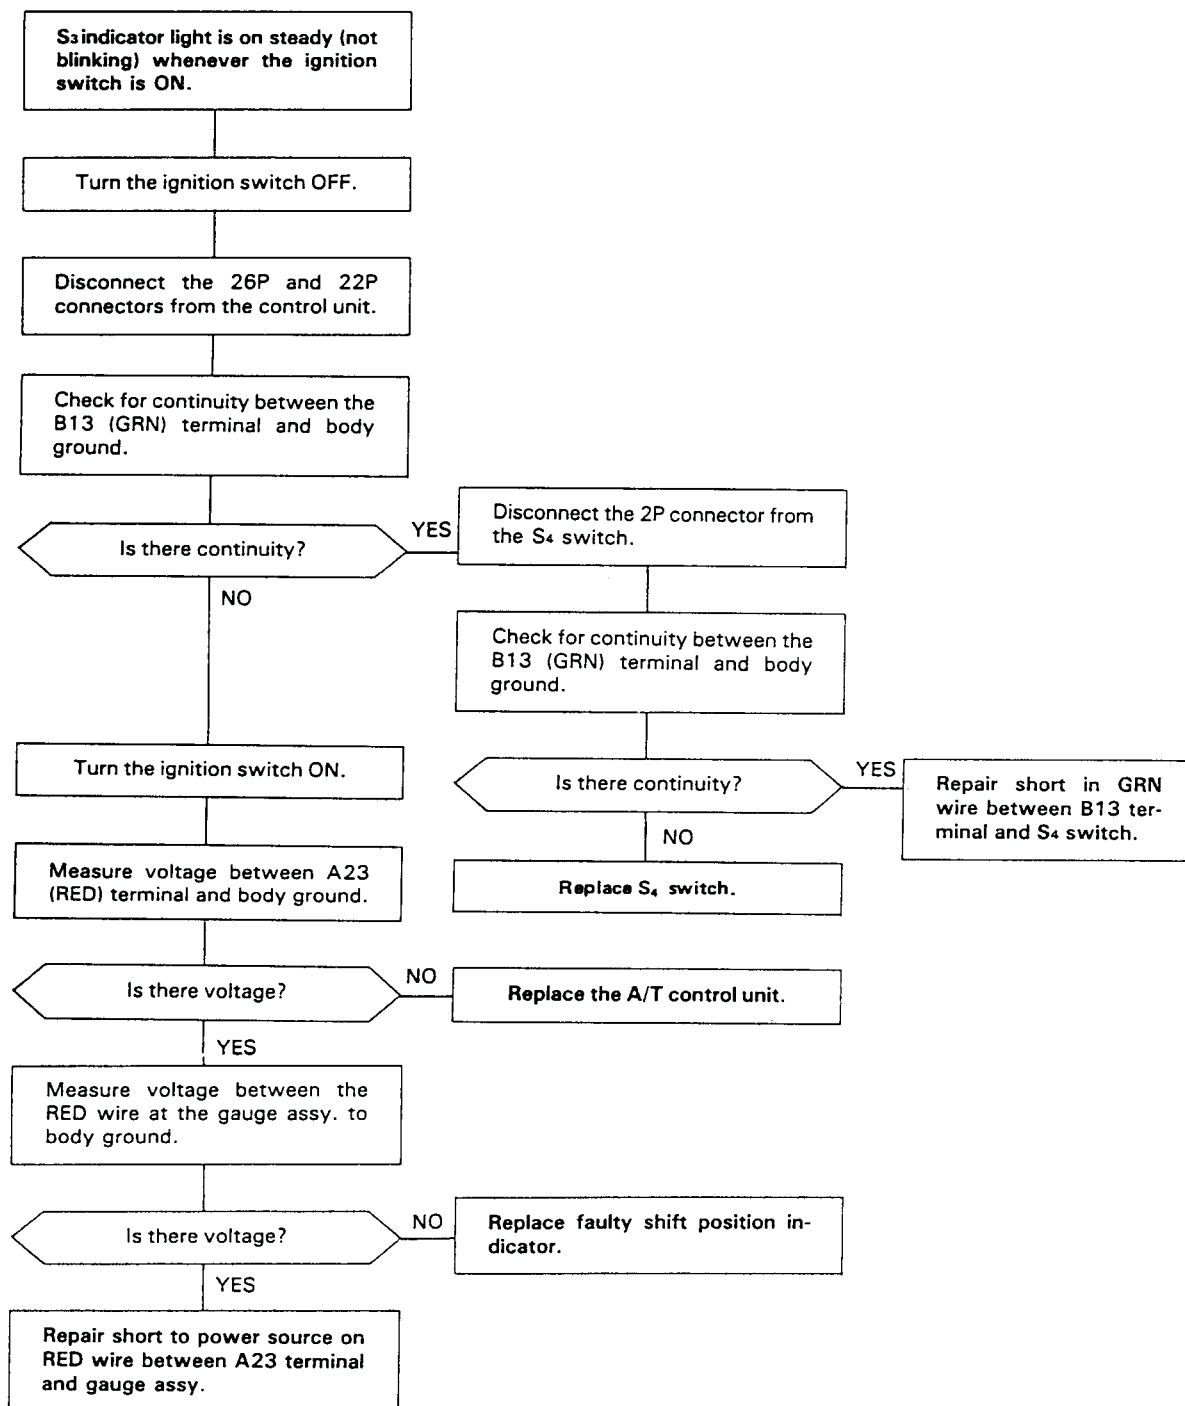 S3 indicator light is on steady (not
blinking) whenever the ignition
switch is ON.
Turn the ignition switch OFF.
Disconnect the 26P and 22P
connectors from the control unit.
Check for continuity between the
B13 (GRN) terminal and body
ground.
Is there continuity?
YES
Disconnect the 2P connector from
the S4 switch.
NO
Check for continuity between the
B13 (GRN) terminal and body
ground.
Is there continuity?
YES
Repair short in GRN
wire between B13 ter-
minal and S4 switch.
NO
Replace S4 switch.
Turn the ignition switch ON.
Measure voltage between A23
(RED) terminal and body ground.
Is there voltage?
NO
Replace the A/T control unit.
YES
Measure voltage between the
RED wire at the gauge assy. to
body ground.
Is there voltage?
NO
Replace faulty shift position in-
dicator.
YES
Repair short to power source on
RED wire between A23 terminal
and gauge assy.